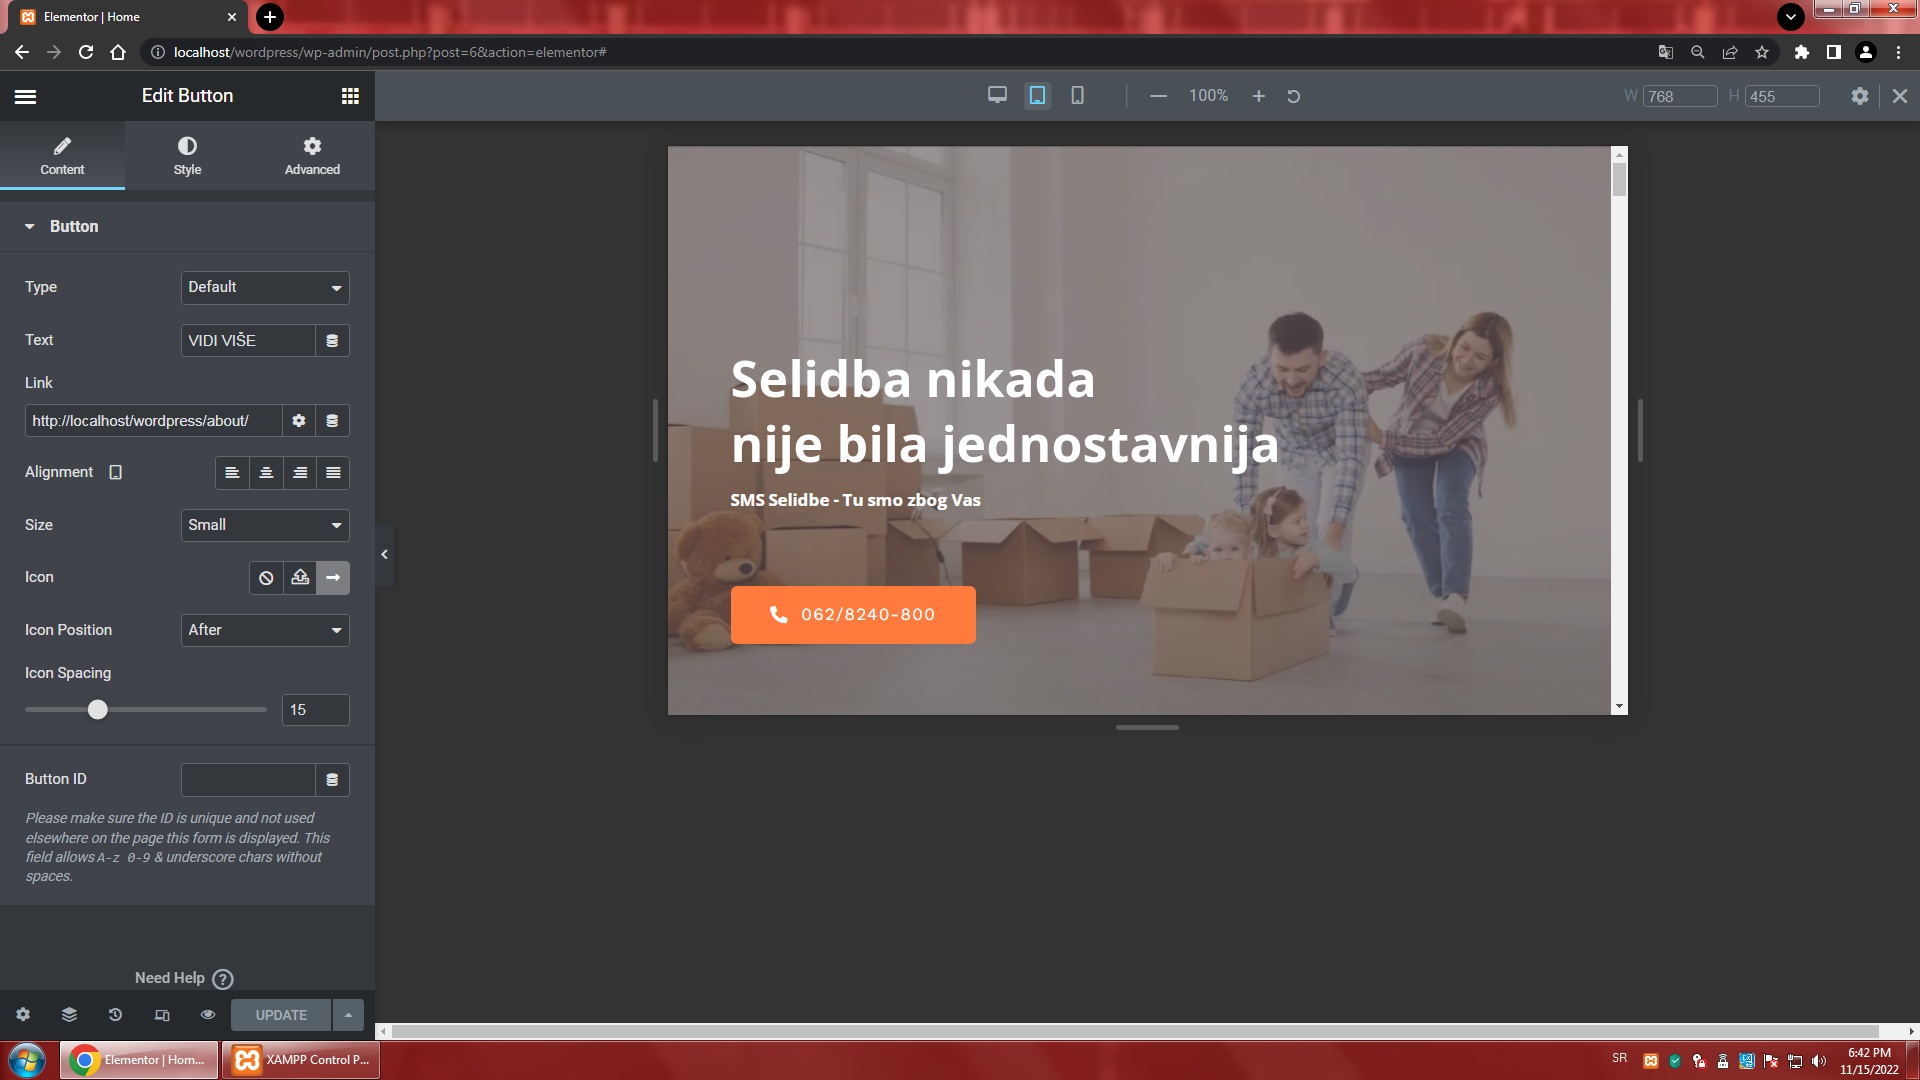 Elementor | Home
localhost/wordpress/wp-admin/post.php?post=6&action=elementor#
Edit Button
100%
W 768
H 455
Content
Style
Advanced
Button
Type
Default
Text
VIDI VIŠE
Link
http://localhost/wordpress/about/
Alignment
Size
Small
Icon
Icon Position
After
Icon Spacing
15
Button ID
Please make sure the ID is unique and not used
elsewhere on the page this form is displayed. This
field allows A-z 0-9 & underscore chars without
spaces.
Need Help ?
UPDATE
Selidba nikada
nije bila jednostavnija
SMS Selidbe - Tu smo zbog Vas
062/8240-800
Elementor | Hom...
XAMPP Control P...
SR
6:42 PM
11/15/2022